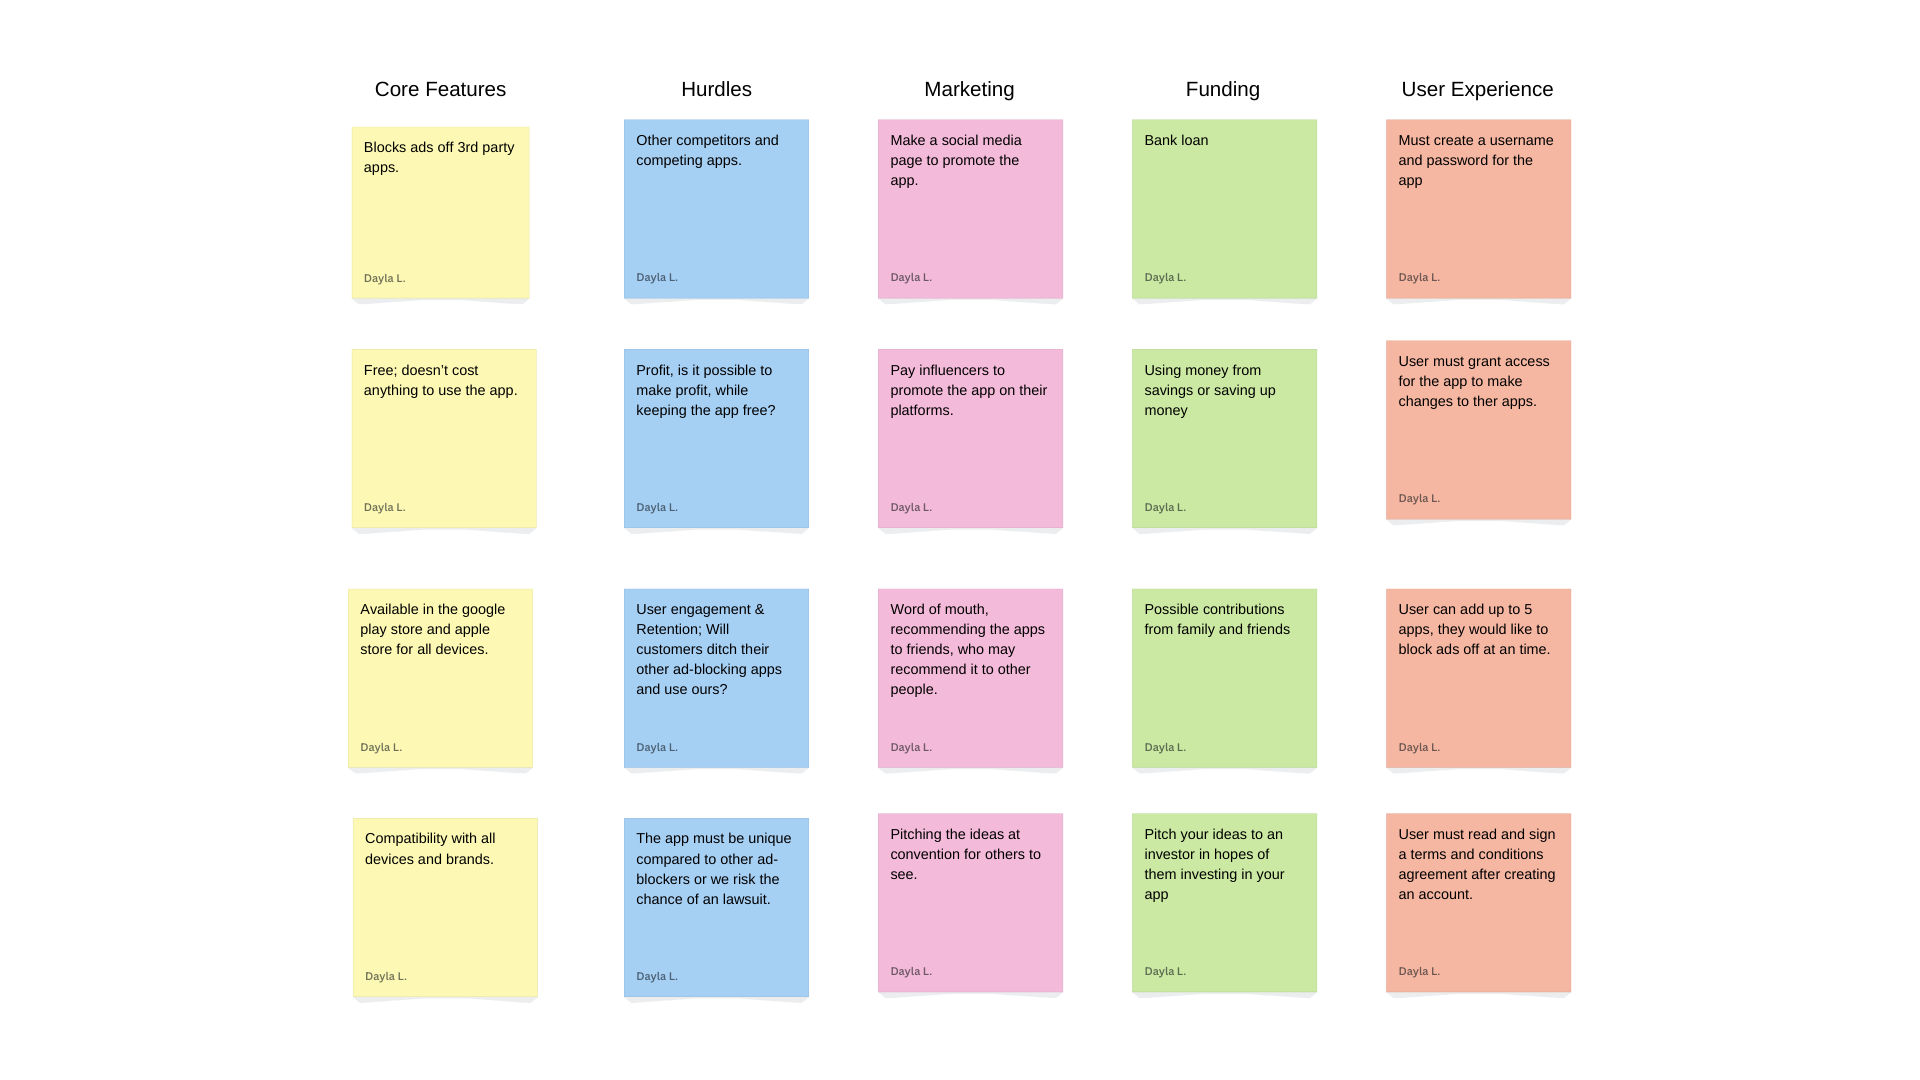 Core Features
Hurdles
Marketing
Funding
User Experience
Blocks ads off 3rd party
apps.
Dayla L.
Other competitors and
competing apps.
Dayla L.
Make a social media
page to promote the
app.
Dayla L.
Bank loan
Dayla L.
Must create a username
and password for the
app
Dayla L.
Free; doesn’t cost
anything to use the app.
Dayla L.
Profit, is it possible to
make profit, while
keeping the app free?
Dayla L.
Pay influencers to
promote the app on their
platforms.
Dayla L.
Using money from
savings or saving up
money
Dayla L.
User must grant access
for the app to make
changes to ther apps.
Dayla L.
Available in the google
play store and apple
store for all devices.
Dayla L.
User engagement &
Retention; Will
customers ditch their
other ad-blocking apps
and use ours?
Dayla L.
Word of mouth,
recommending the apps
to friends, who may
recommend it to other
people.
Dayla L.
Possible contributions
from family and friends
Dayla L.
User can add up to 5
apps, they would like to
block ads off at an time.
Dayla L.
Compatibility with all
devices and brands.
Dayla L.
The app must be unique
compared to other ad-
blockers or we risk the
chance of an lawsuit.
Dayla L.
Pitching the ideas at
convention for others to
see.
Dayla L.
Pitch your ideas to an
investor in hopes of
them investing in your
app
Dayla L.
User must read and sign
a terms and conditions
agreement after creating
an account.
Dayla L.